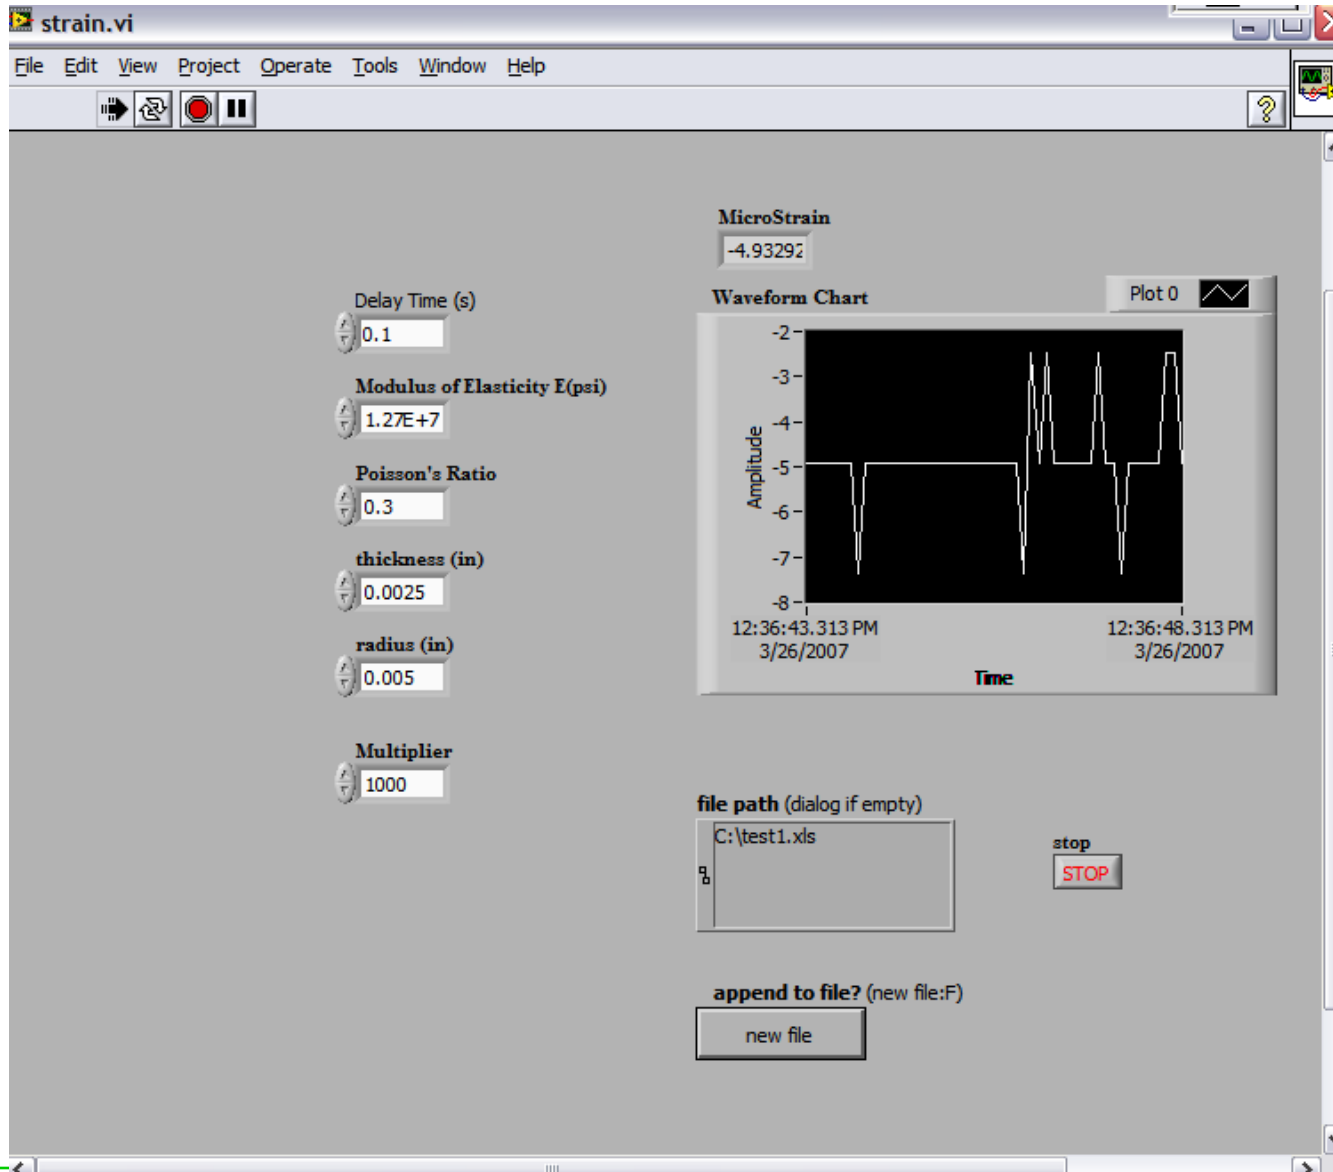 strain.vi
File Edit View Project Operate Tools Window Help
MicroStrain
-4.93292
Delay Time (s)
0.1
Modulus of Elasticity E(psi)
1.27E+7
Poisson's Ratio
0.3
thickness (in)
0.0025
radius (in)
0.005
Multiplier
1000
Waveform Chart
Plot 0
-2
-3
-4
-5
-6
-7
-8
Amplitude
12:36:43.313 PM
3/26/2007
12:36:48.313 PM
3/26/2007
Time
file path (dialog if empty)
C:\test1.xls
stop
STOP
append to file? (new file:F)
new file